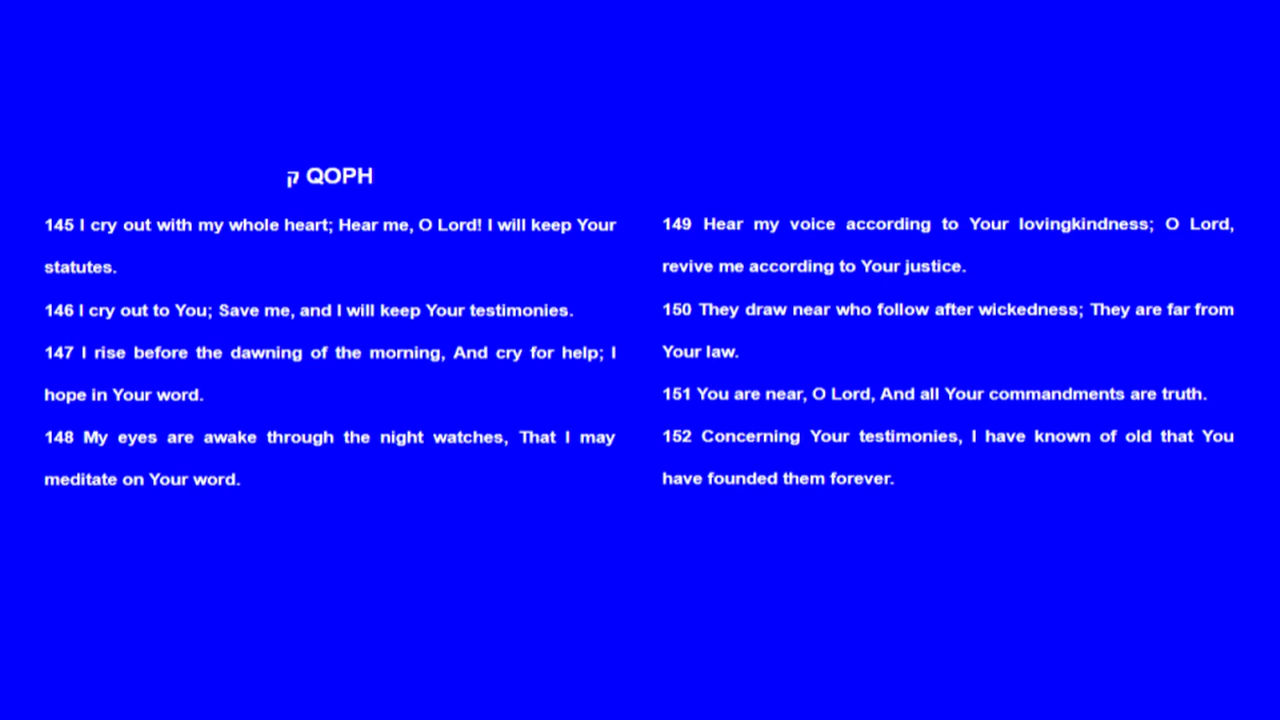 ק QOPH
145 I cry out with my whole heart; Hear me, O Lord! I will keep Your
statutes.
146 I cry out to You; Save me, and I will keep Your testimonies.
147 I rise before the dawning of the morning, And cry for help; I
hope in Your word.
148 My eyes are awake through the night watches, That I may
meditate on Your word.
149 Hear my voice according to Your lovingkindness; O Lord,
revive me according to Your justice.
150 They draw near who follow after wickedness; They are far from
Your law.
151 You are near, O Lord, And all Your commandments are truth.
152 Concerning Your testimonies, I have known of old that You
have founded them forever.